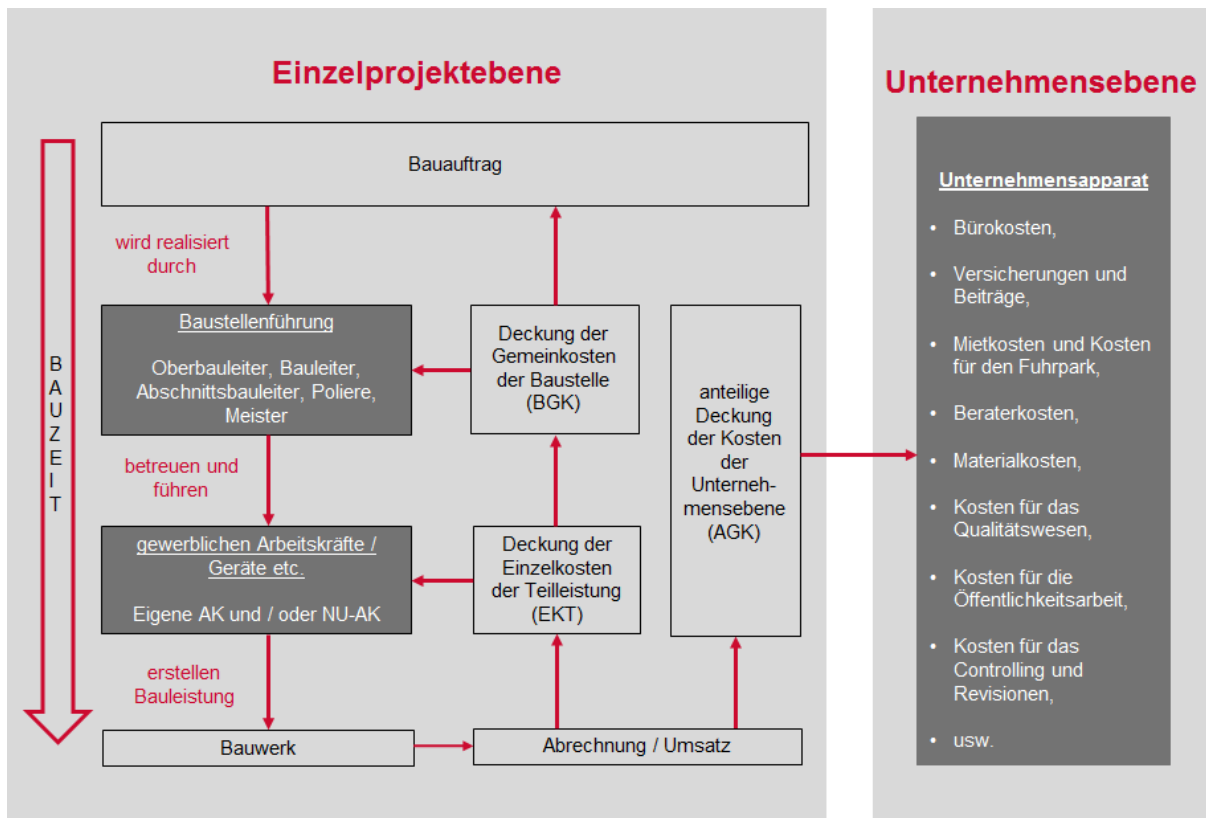 Einzelprojektebene
Bauauftrag
wird realisiert
durch
Baustellenführung
Oberbauleiter, Bauleiter,
Abschnittsbauleiter, Poliere,
Meister
Deckung der
Gemeinkosten
der Baustelle
(BGK)
anteilige
Deckung
der Kosten
der
Unterneh-
mensebene
(AGK)
BAUZEIT
betreuen und
führen
gewerblichen Arbeitskräfte /
Geräte etc.
Eigene AK und / oder NU-AK
Deckung der
Einzelkosten
der Teilleistung
(EKT)
erstellen
Bauleistung
Bauwerk
Abrechnung / Umsatz
Unternehmensebene
Unternehmensapparat
• Bürokosten,
• Versicherungen und
Beiträge,
• Mietkosten und Kosten
für den Fuhrpark,
• Beraterkosten,
• Materialkosten,
• Kosten für das
Qualitätswesen,
• Kosten für die
Öffentlichkeitsarbeit,
• Kosten für das
Controlling und
Revisionen,
• usw.